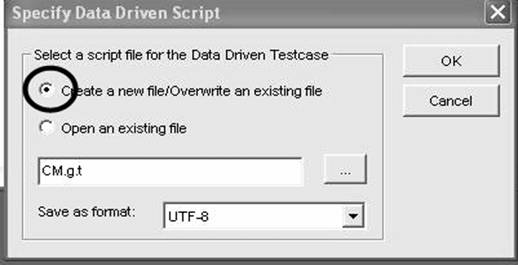 Specify Data Driven Script
Select a script file for the Data Driven Testcase
Create a new file/Overwrite an existing file
Open an existing file
CM.g.t
...
Save as format:
UTF-8
OK
Cancel